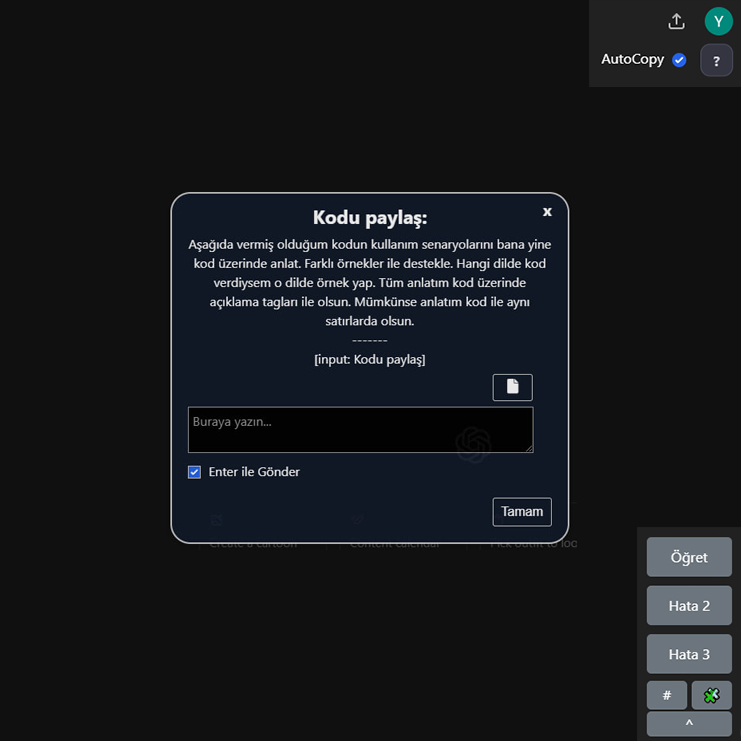 Y
AutoCopy
?
x
Kodu paylaş:
Aşağıda vermiş olduğum kodun kullanım senaryolarını bana yine
kod üzerinde anlat. Farklı örnekler ile destekle. Hangi dilde kod
verdiysem o dilde örnek yap. Tüm anlatım kod üzerinde
açıklama tagları ile olsun. Mümkünse anlatım kod ile aynı
satırlarda olsun.
-------
[input: Kodu paylaş]
Buraya yazın...
Enter ile Gönder
Tamam
Create a cartoon
Content calendar
Pick outfit to loo
Öğret
Hata 2
Hata 3
#
^